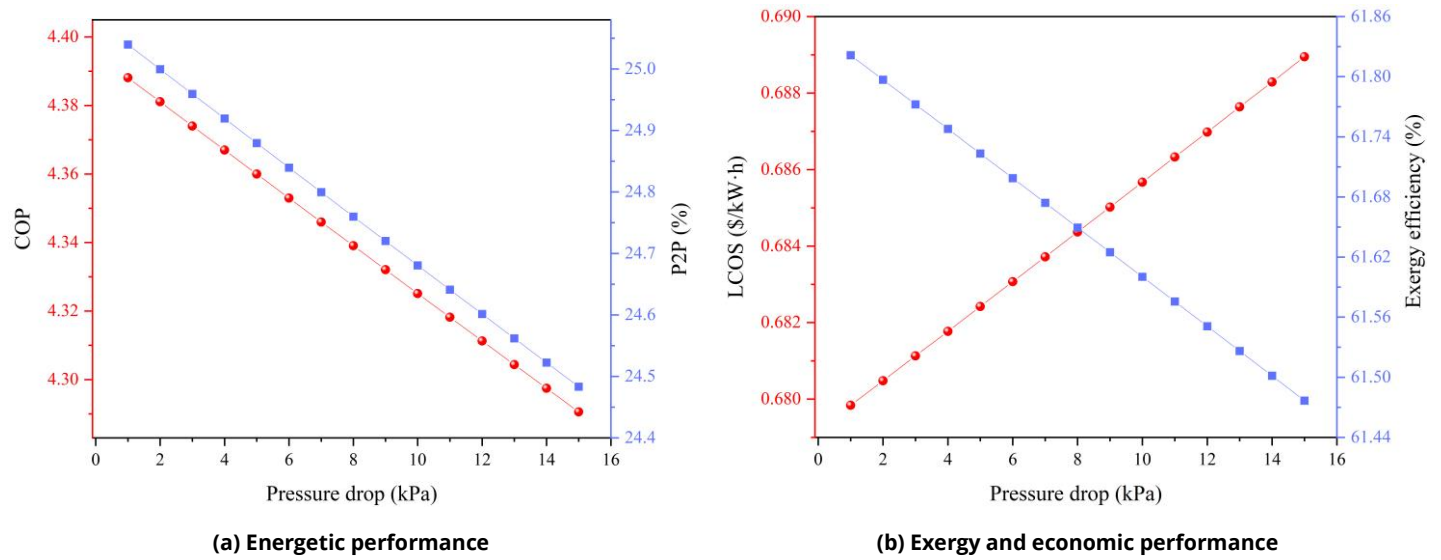 4.40
4.38
4.36
4.34
4.32
4.30
COP
25.0
24.9
24.8
24.7
24.6
24.5
24.4
P2P (%)
0 2 4 6 8 10 12 14 16
Pressure drop (kPa)
(a) Energetic performance
0.690
0.688
0.686
0.684
0.682
0.680
LCOS ($/kW·h)
61.86
61.80
61.74
61.68
61.62
61.56
61.50
61.44
Exergy efficiency (%)
0 2 4 6 8 10 12 14 16
Pressure drop (kPa)
(b) Exergy and economic performance